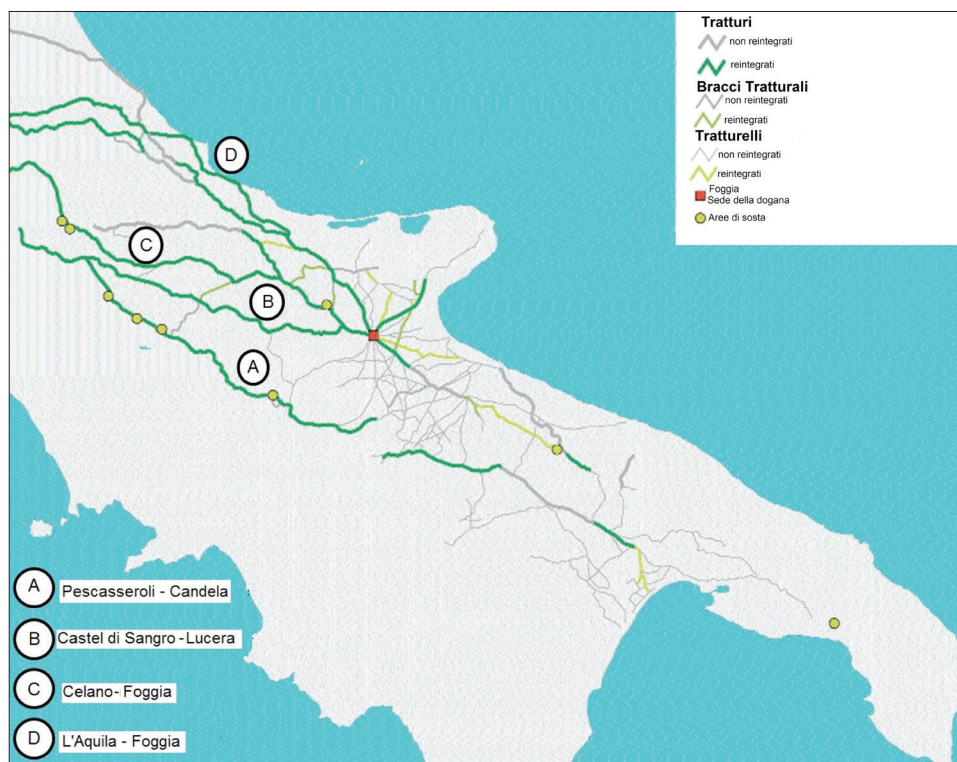 Tratturi
non reintegrati
reintegrati
Bracci Tratturali
non reintegrati
reintegrati
Tratturelli
non reintegrati
reintegrati
Foggia
Sede della dogana
Aree di sosta
D
C
B
A
A Pescasseroli - Candela
B Castel di Sangro - Lucera
C Celano- Foggia
D L'Aquila - Foggia